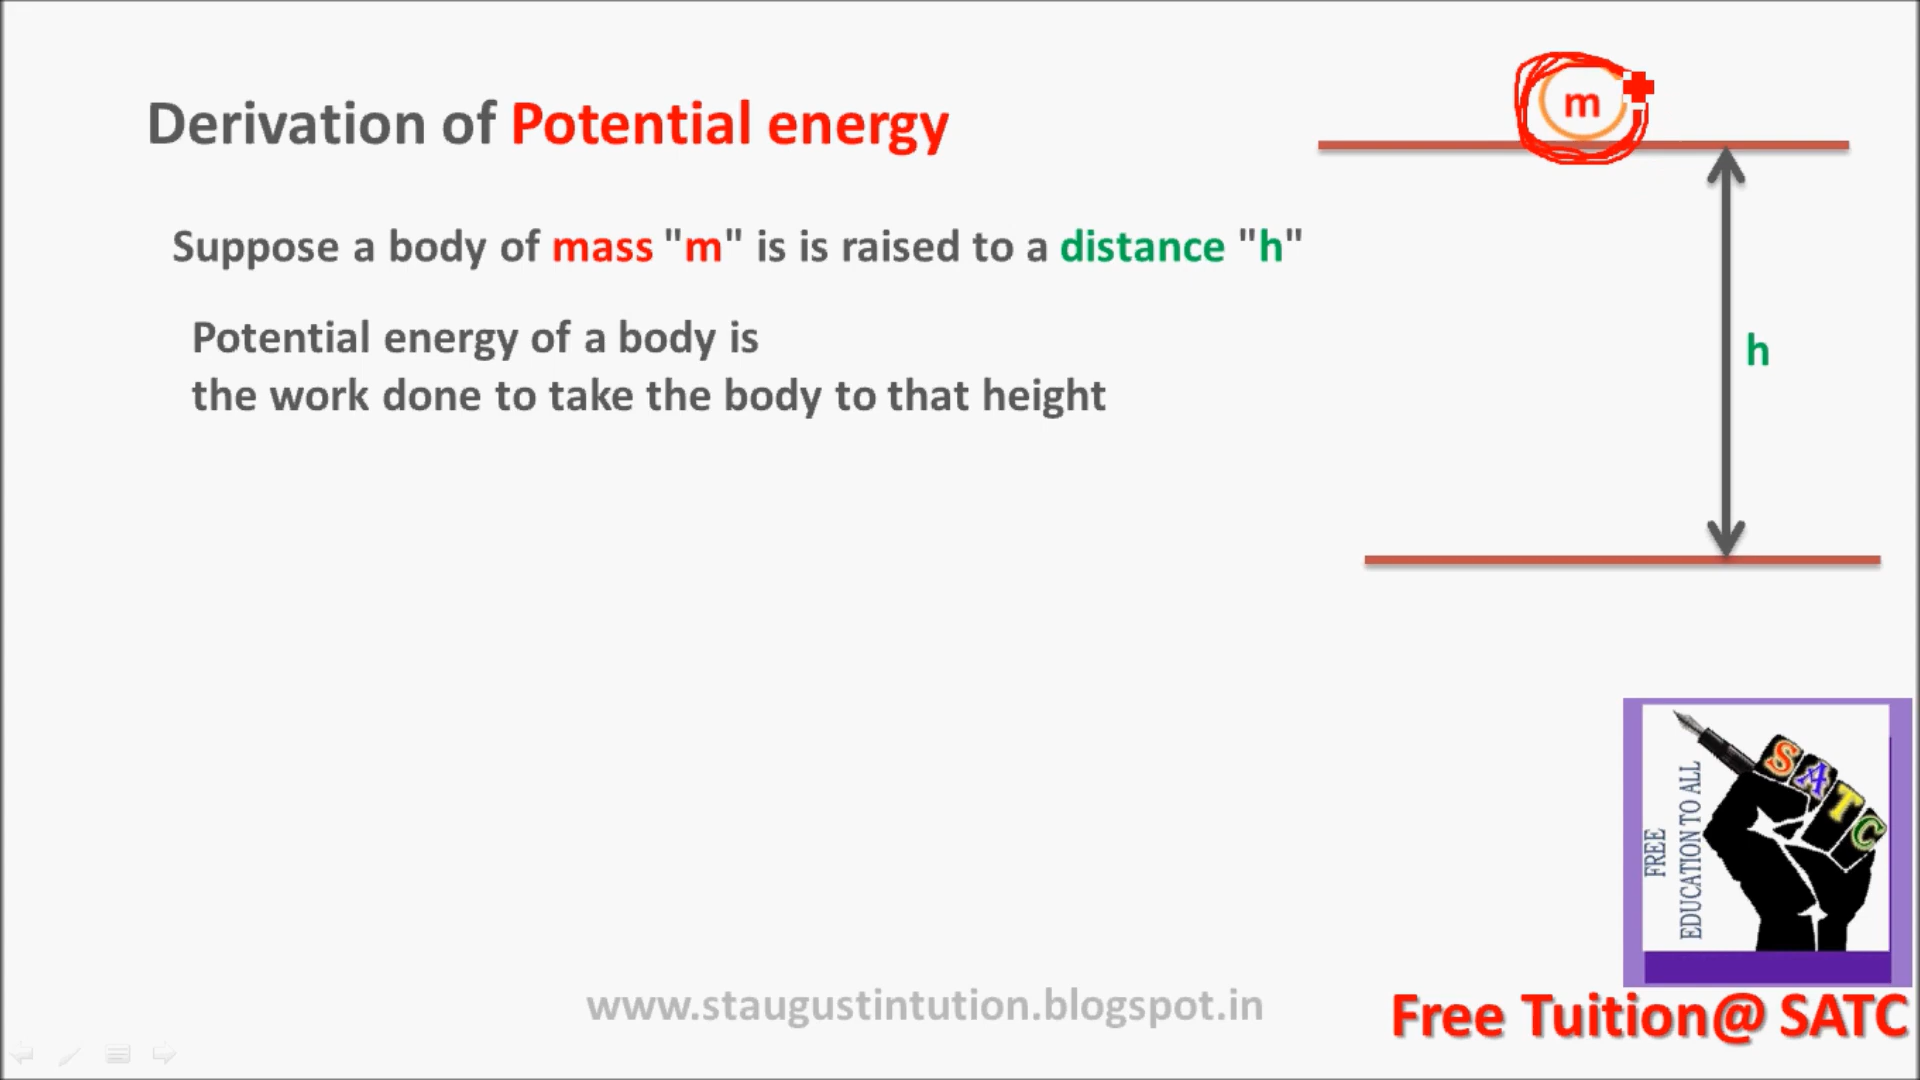 Derivation of Potential energy
m
Suppose a body of mass "m" is is raised to a distance "h"
Potential energy of a body is
the work done to take the body to that height
h
SATC
FREE
EDUCATION TO ALL
www.staugustintution.blogspot.in
Free Tuition@ SATC